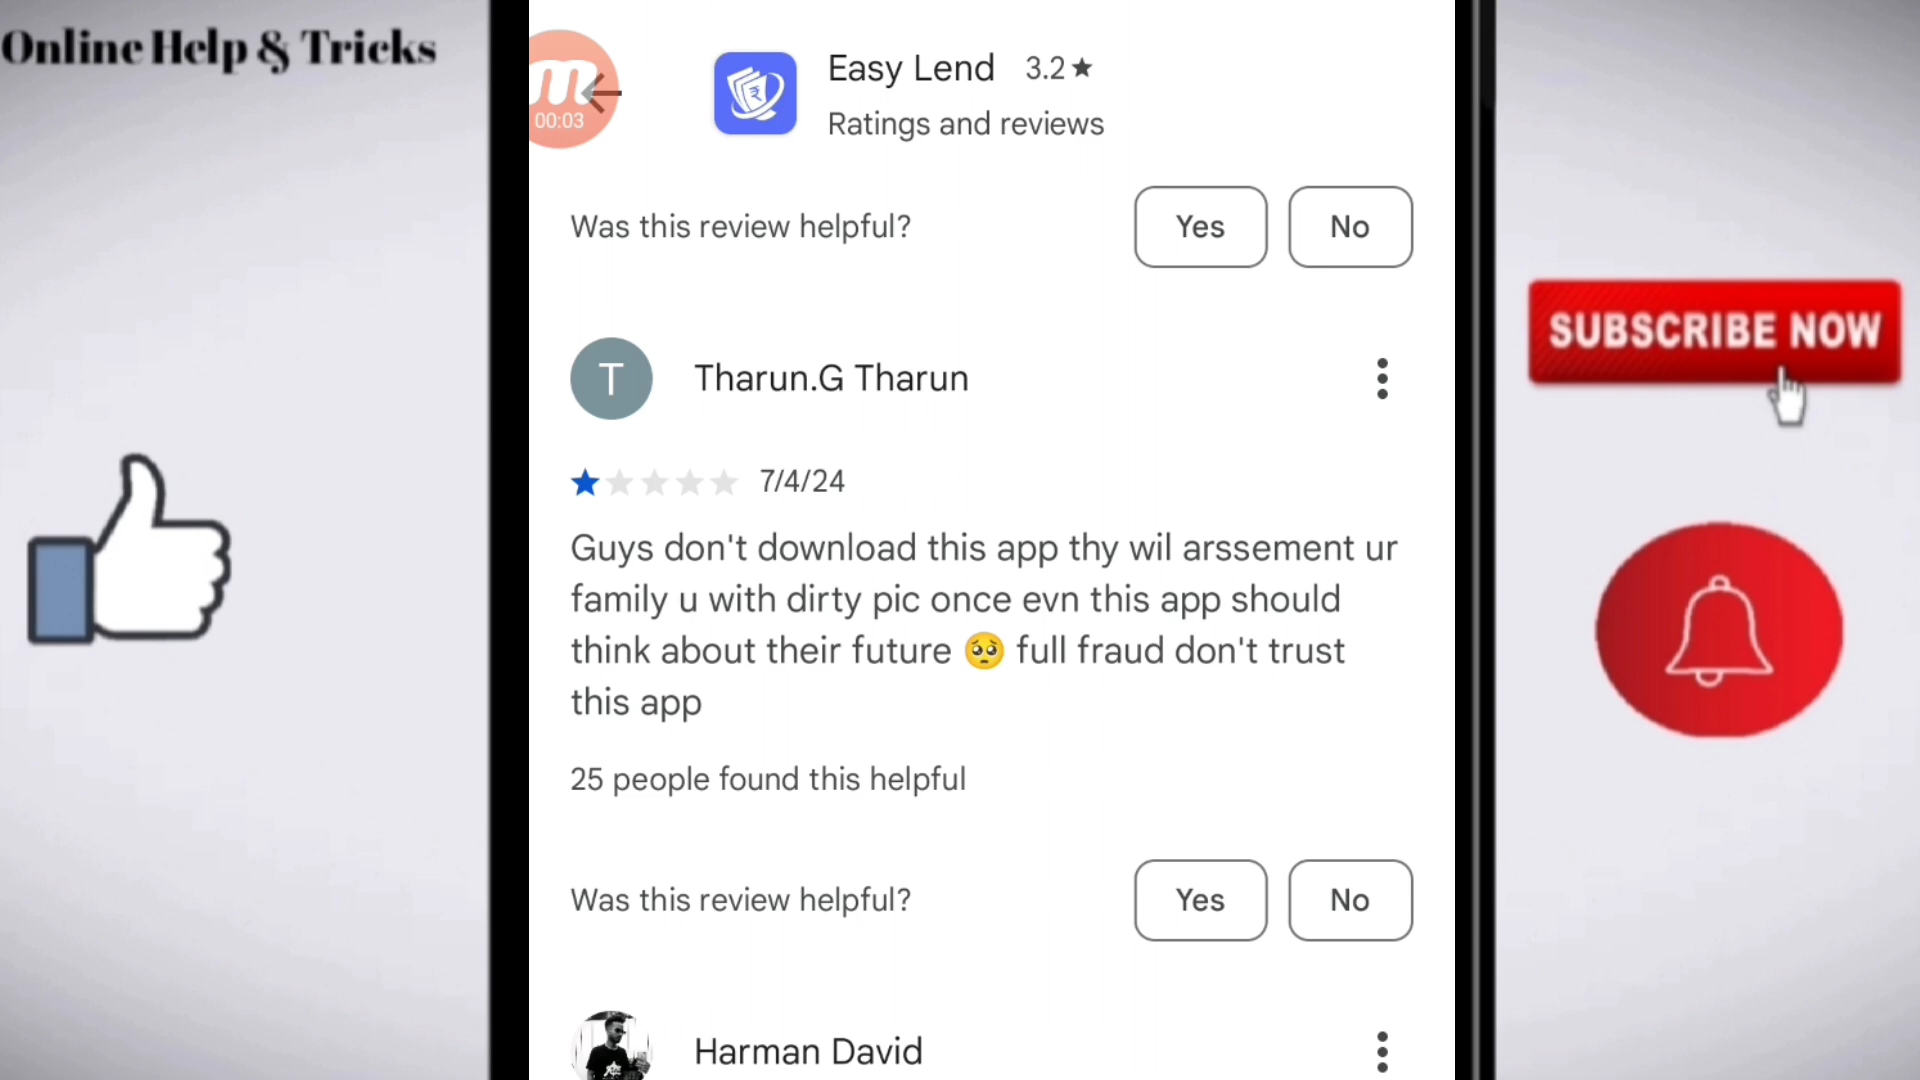 Online Help & Tricks
m
00:03
Easy Lend 3.2★
Ratings and reviews
Was this review helpful?
Yes
No
T
Tharun.G Tharun
7/4/24
Guys don't download this app thy wil arssement ur
family u with dirty pic once evn this app should
think about their future 🥺 full fraud don't trust
this app
25 people found this helpful
Was this review helpful?
Yes
No
Harman David
SUBSCRIBE NOW